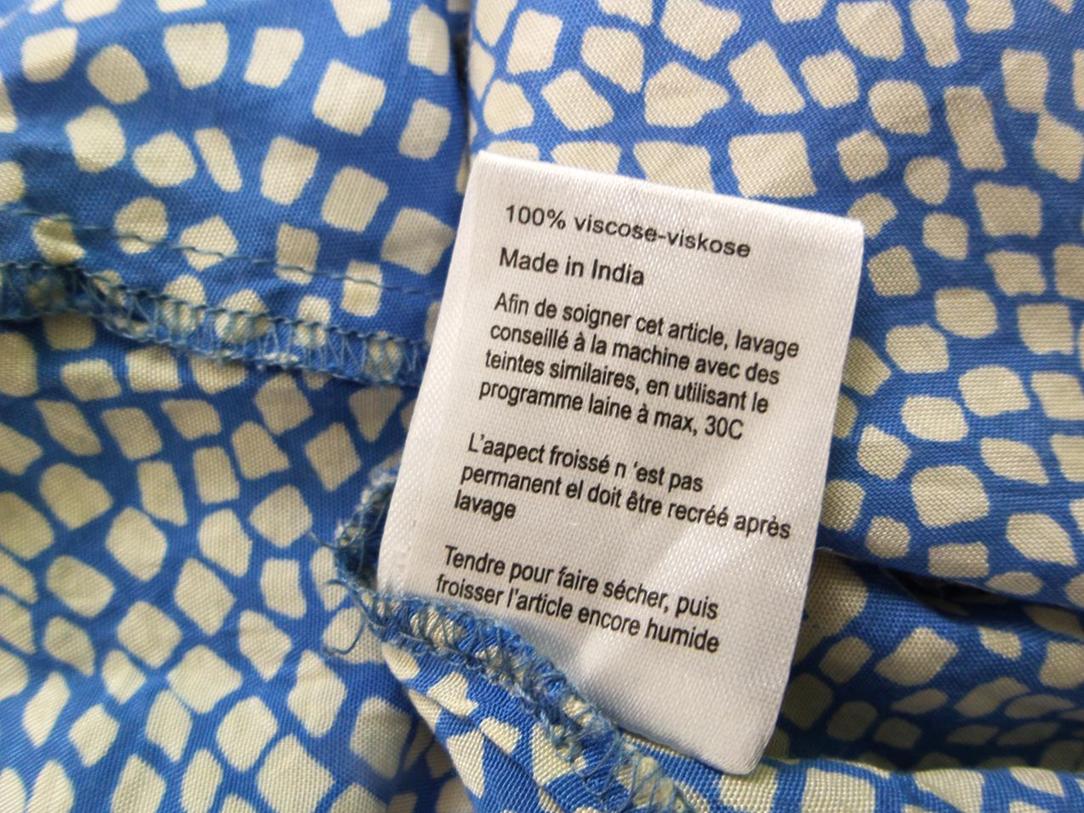 100% viscose-viskose
Made in India
Afin de soigner cet article, lavage
conseillé à la machine avec des
teintes similaires, en utilisant le
programme laine à max, 30C
L'aapect froissé n 'est pas
permanent el doit être recréé après
lavage
Tendre pour faire sécher, puis
froisser l'article encore humide